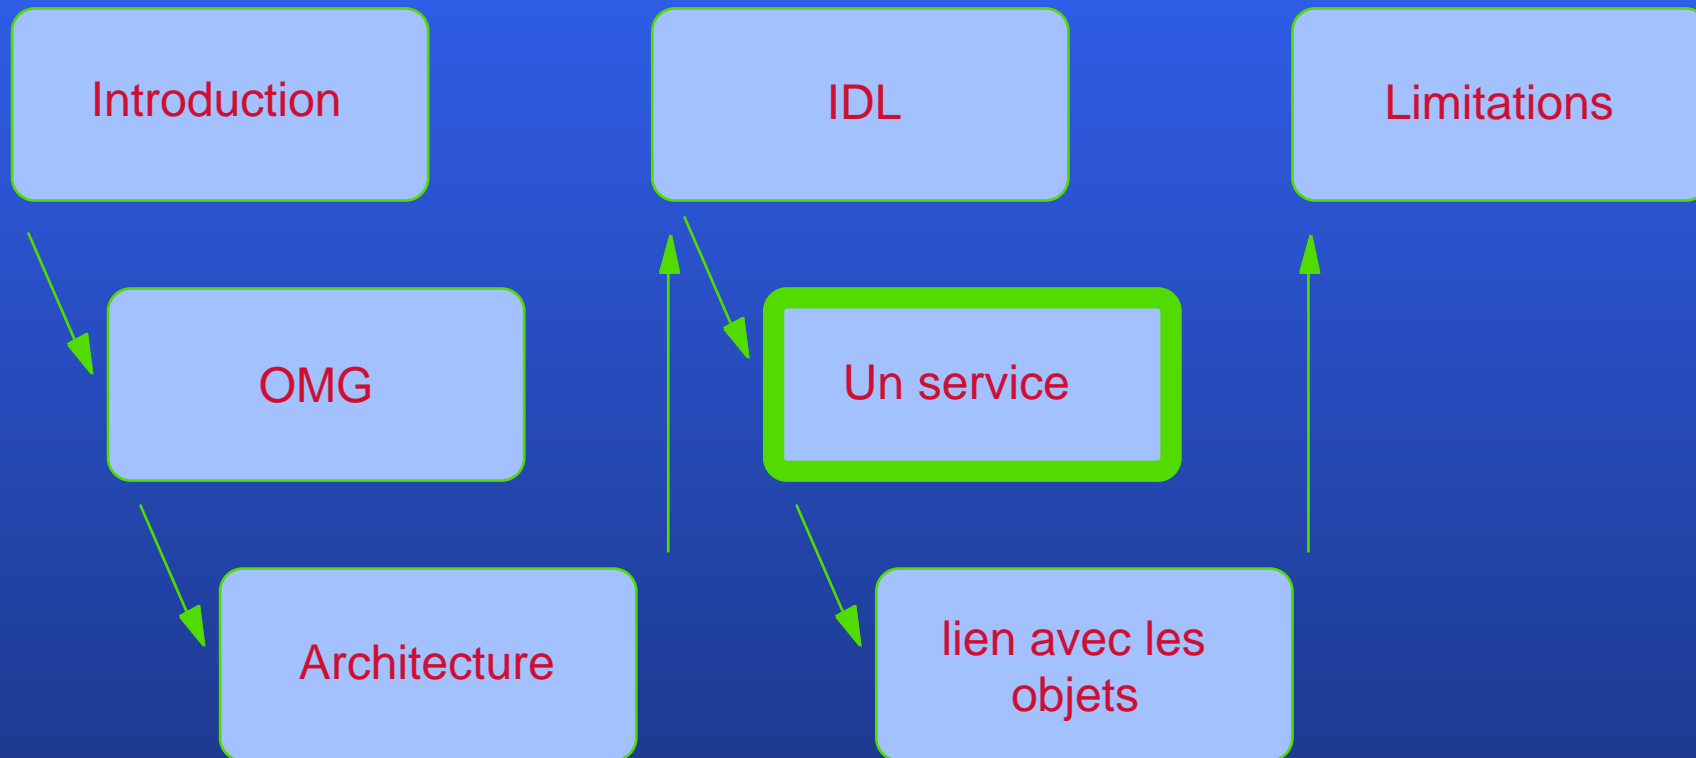 Introduction
OMG
Architecture
IDL
Un service
lien avec les
objets
Limitations